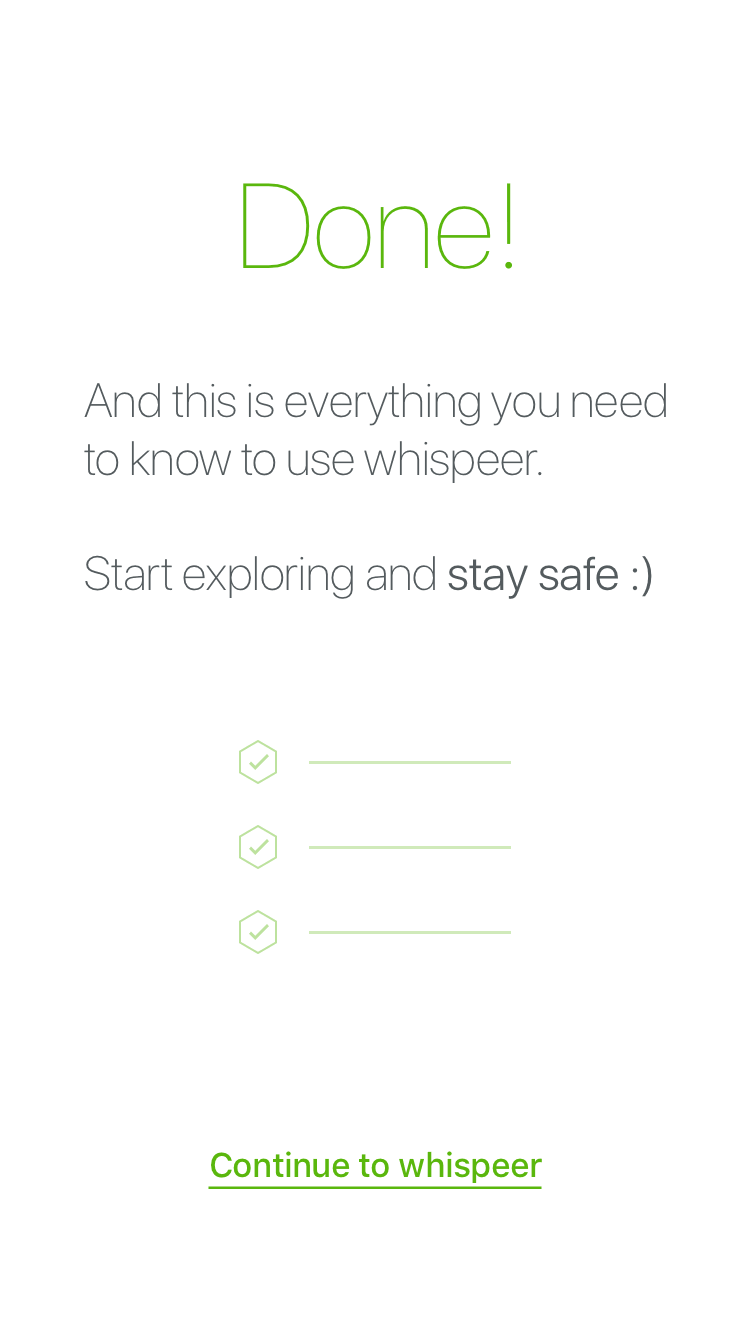 Done!
And this is everything you need
to know to use whispeer.
Start exploring and stay safe :)
Continue to whispeer